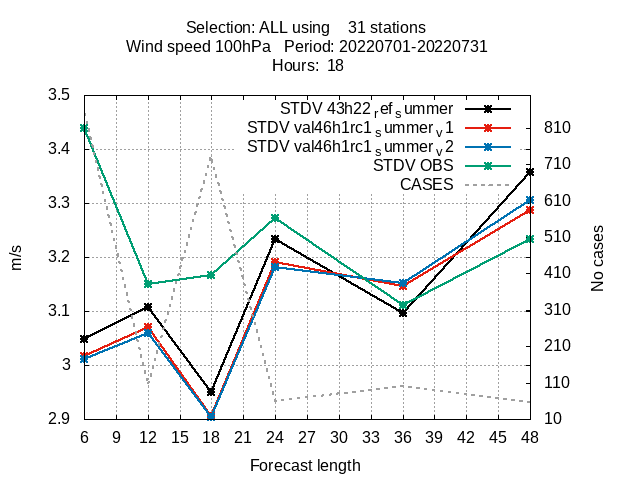 Selection: ALL using 31 stations
Wind speed 100hPa Period: 20220701-20220731
Hours: 18
STDV 43h22refsummer
STDV val46h1rc1summerv1
STDV val46h1rc1summerv2
STDV OBS
CASES
3.5
3.4
3.3
3.2
3.1
3
2.9
m/s
810
710
610
510
410
310
210
110
10
No cases
6 9 12 15 18 21 24 27 30 33 36 39 42 45 48
Forecast length